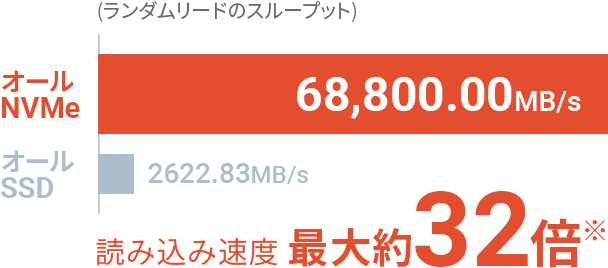 (ランダムリードのスループット)
オール
NVMe
68,800.00MB/s
オール
SSD
2622.83MB/s
読み込み速度 最大約32倍※